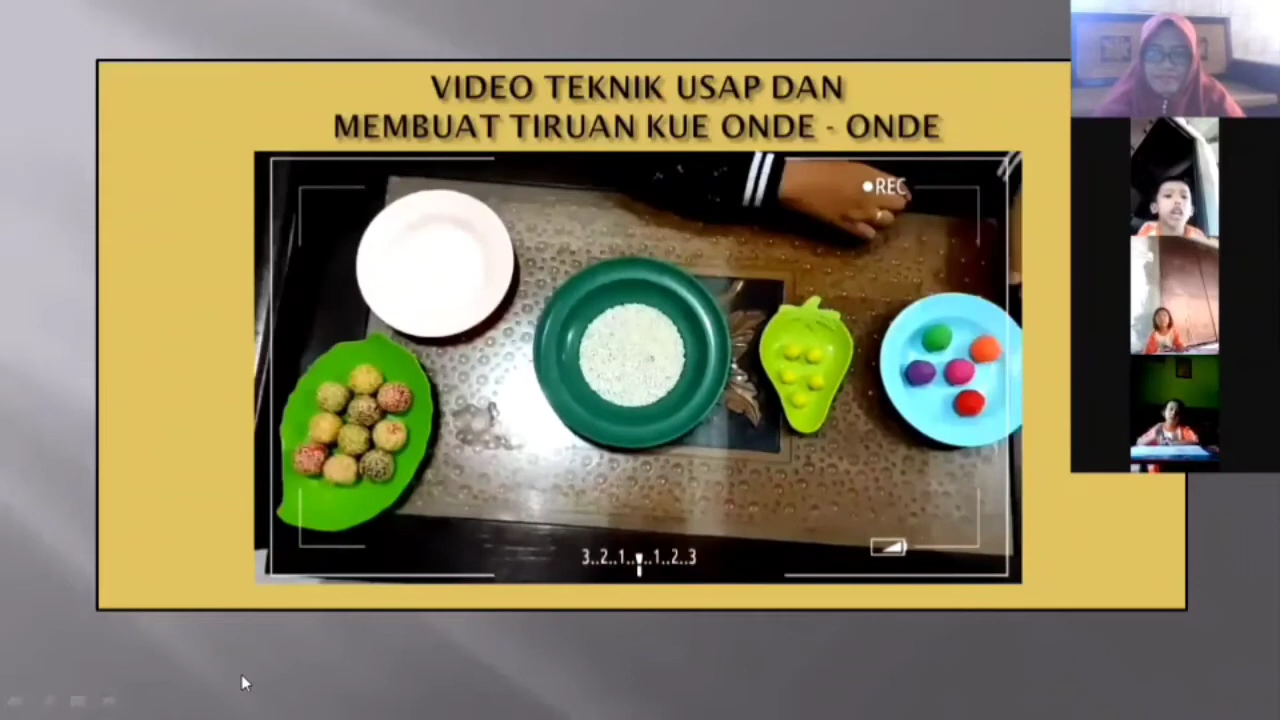 VIDEO TEKNIK USAP DAN
MEMBUAT TIRUAN KUE ONDE - ONDE
REC
3..2..1.. ..1..2..3